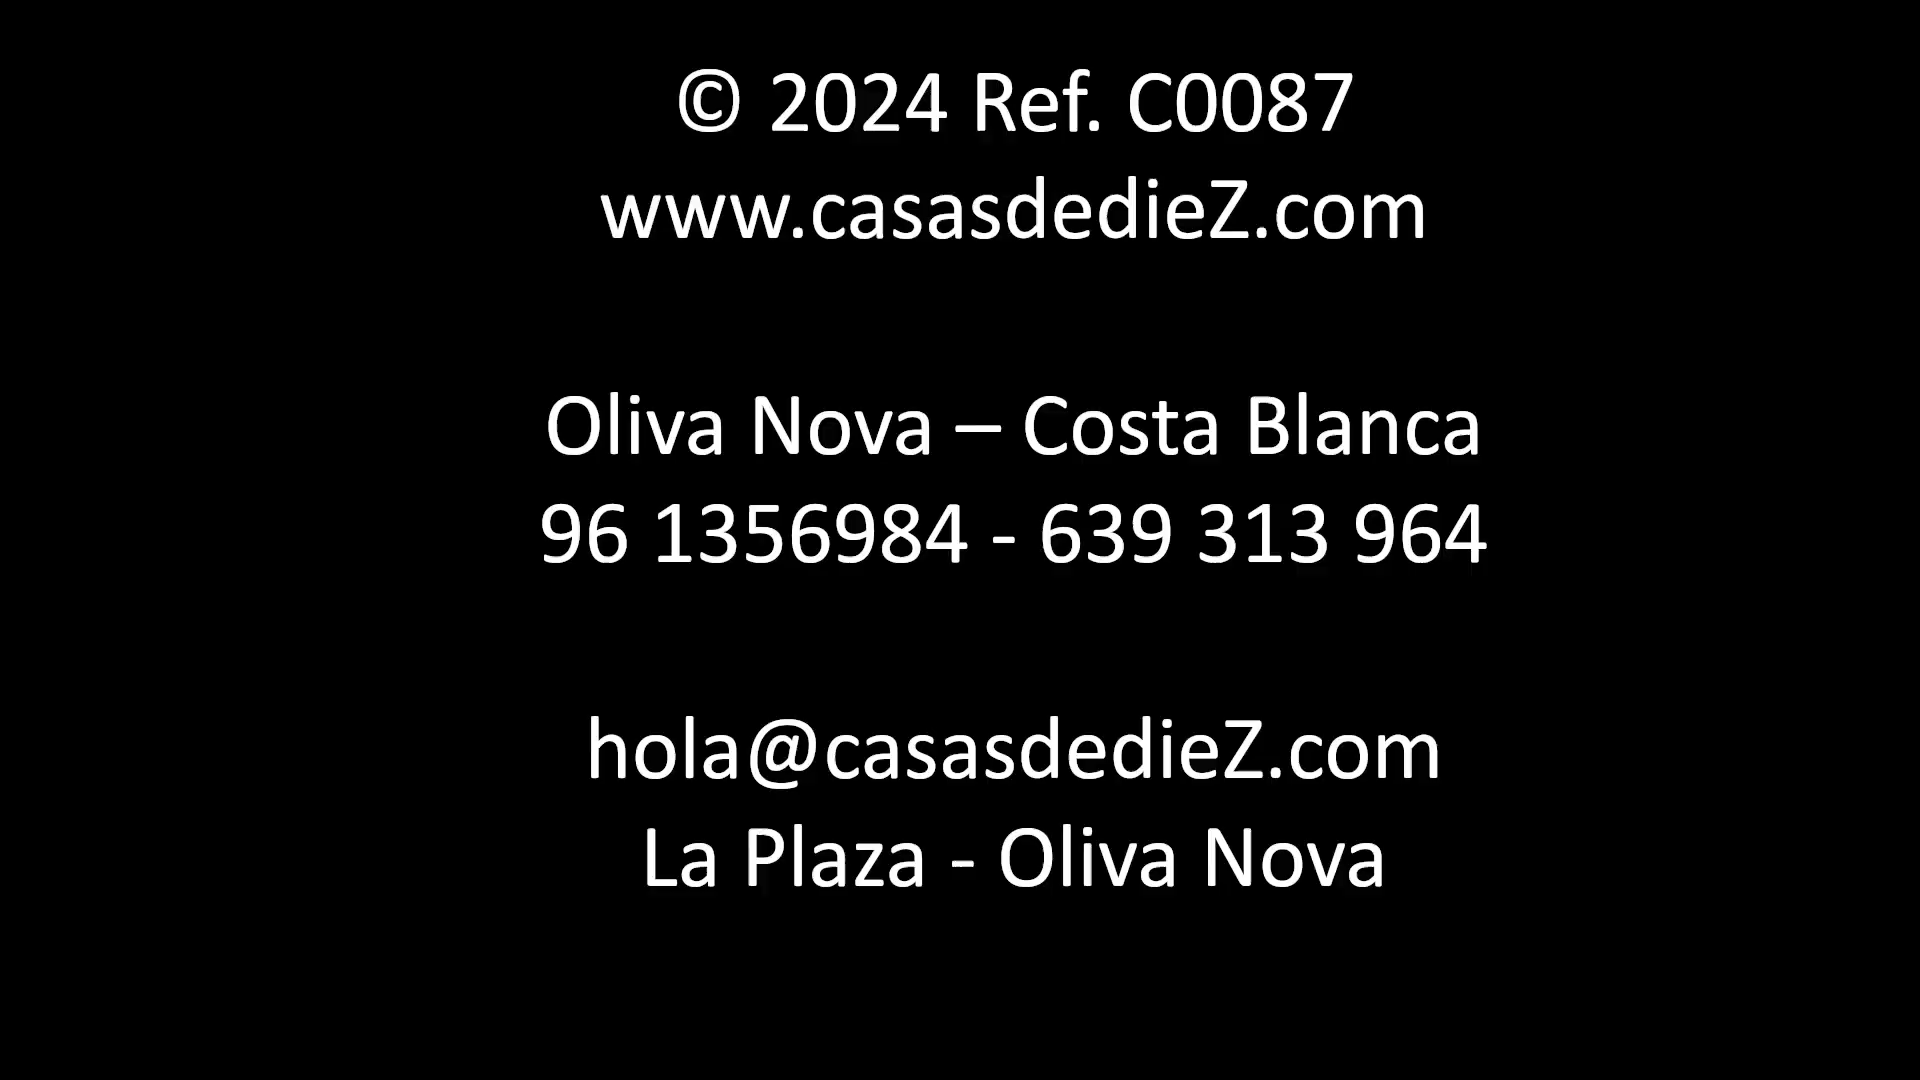 © 2024 Ref. C0087
www.casasdedieZ.com
Oliva Nova – Costa Blanca
96 1356984 - 639 313 964
hola@casasdedieZ.com
La Plaza - Oliva Nova